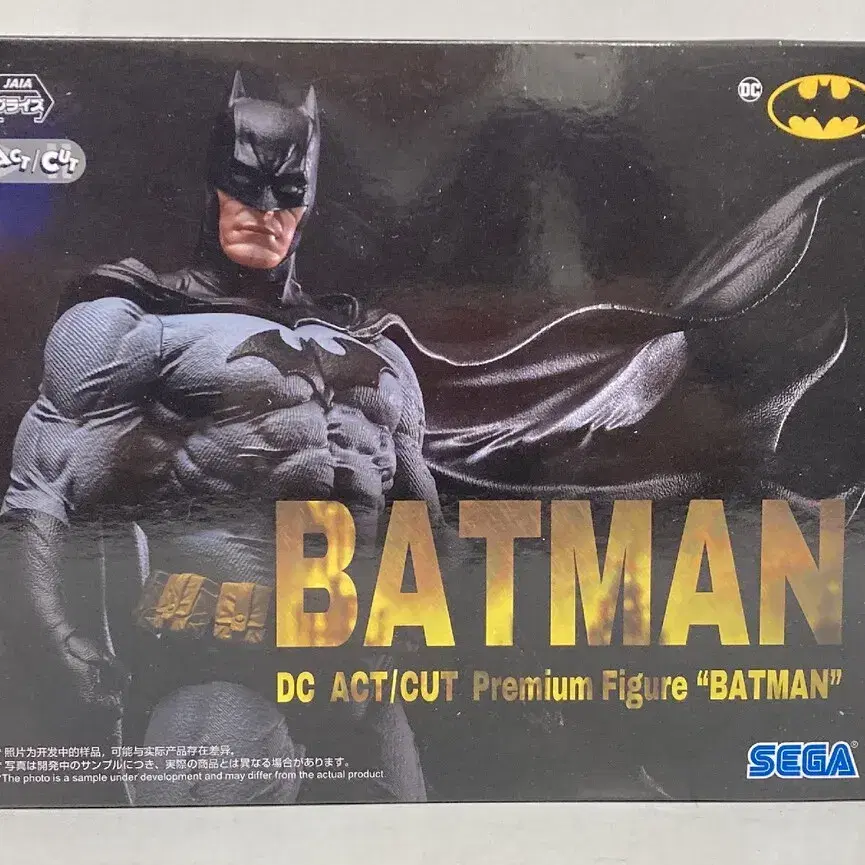 JAIA
プライズ
ACT/CUT
DC
BATMAN
DC ACT/CUT Premium Figure “BATMAN”
* 照片为开发中的样品，可能与实际产品存在差异。
* 写真は開発中のサンプルにつき、実際の商品とは異なる場合があります。
*The photo is a sample under development and may differ from the actual product
SEGA®